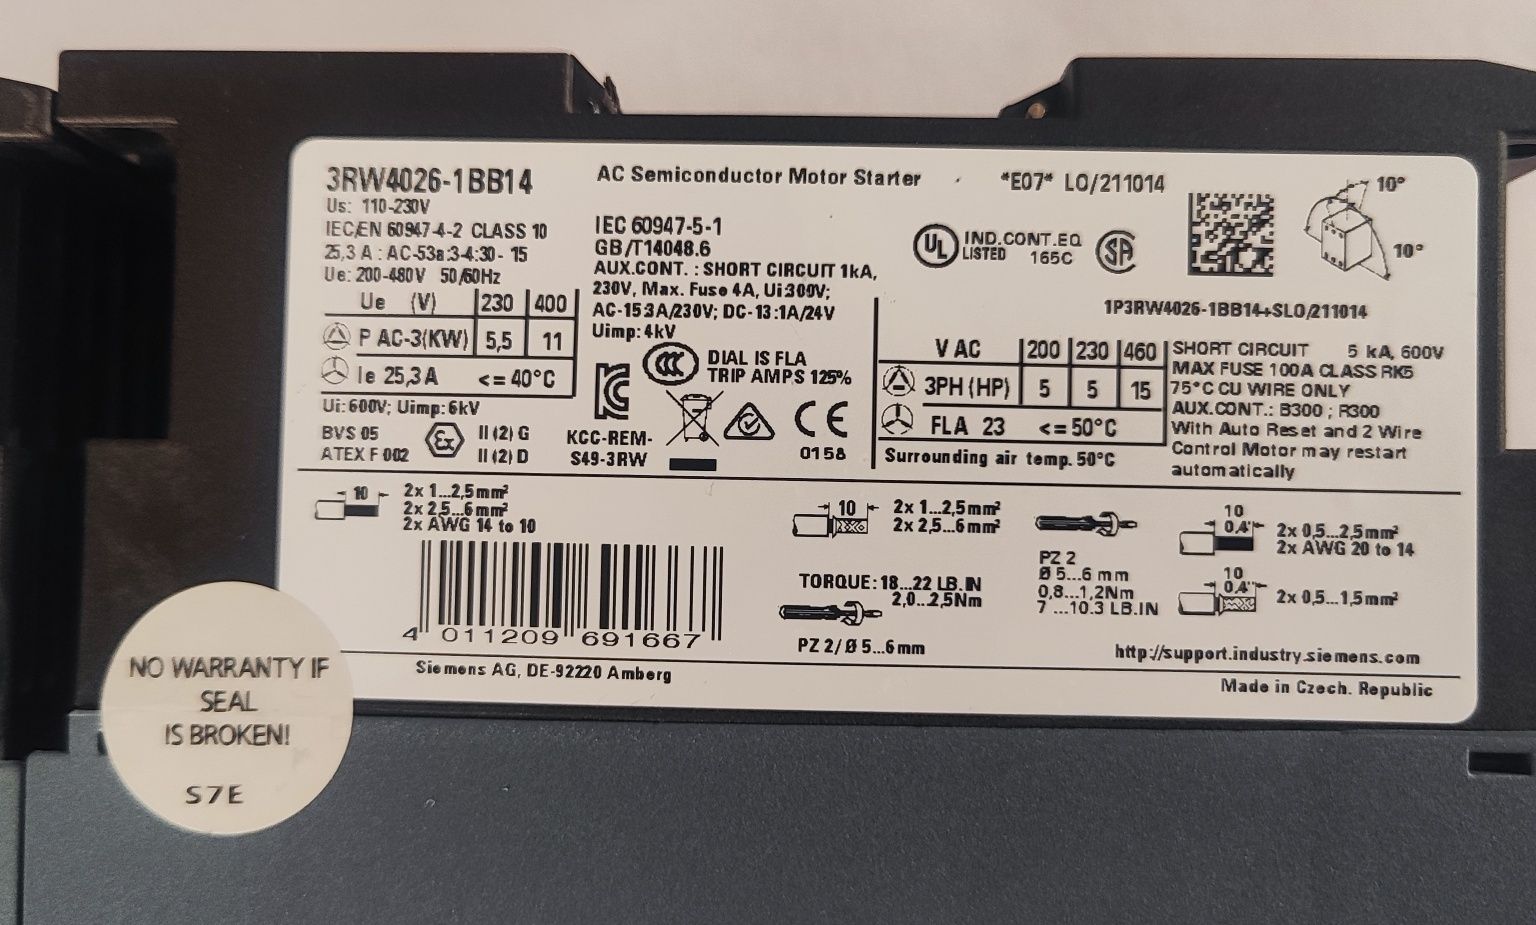 3RW4026-1BB14
Us: 110-230V
IEC/EN 60947-4-2 CLASS 10
25,3 A : AC-53a:3-4:30- 15
Ue: 200-480V 50/60Hz
Ue (V) 230 400
P AC-3(KW) 5,5 11
Ie 25,3 A <= 40°C
Ui: 600V; Uimp: 6kV
BVS 05
ATEX F 002
Ex
II (2) G
II (2) D
AC Semiconductor Motor Starter
*E07* LO/211014
IEC 60947-5-1
GB/T14048.6
AUX.CONT. : SHORT CIRCUIT 1kA,
230V, Max. Fuse 4A, Ui:300V;
AC-15:3A/230V; DC-13:1A/24V
Uimp: 4kV
CCC
DIAL IS FLA
TRIP AMPS 125%
KCC-REM-
S49-3RW
CE
0158
UL
IND.CONT.EQ
LISTED 165C
SA
10°
10°
1P3RW4026-1BB14+SLO/211014
V AC 200 230 460
3PH (HP) 5 5 15
FLA 23 <= 50°C
Surrounding air temp. 50°C
SHORT CIRCUIT 5 kA, 600V
MAX FUSE 100A CLASS RK5
75°C CU WIRE ONLY
AUX.CONT.: B300 ; R300
With Auto Reset and 2 Wire
Control Motor may restart
automatically
10
2x 1...2,5mm²
2x 2,5...6mm²
2x AWG 14 to 10
10
2x 1...2,5mm²
2x 2,5...6mm²
TORQUE: 18...22 LB.IN
2,0...2,5Nm
PZ 2/ Ø 5...6mm
PZ 2
Ø 5...6 mm
0,8...1,2Nm
7 ...10.3 LB.IN
10
0,4"
2x 0,5...2,5mm²
2x AWG 20 to 14
10
0,4"
2x 0,5...1,5mm²
4 011209 691667
http://support.industry.siemens.com
Siemens AG, DE-92220 Amberg
Made in Czech. Republic
NO WARRANTY IF
SEAL
IS BROKEN!
S7E